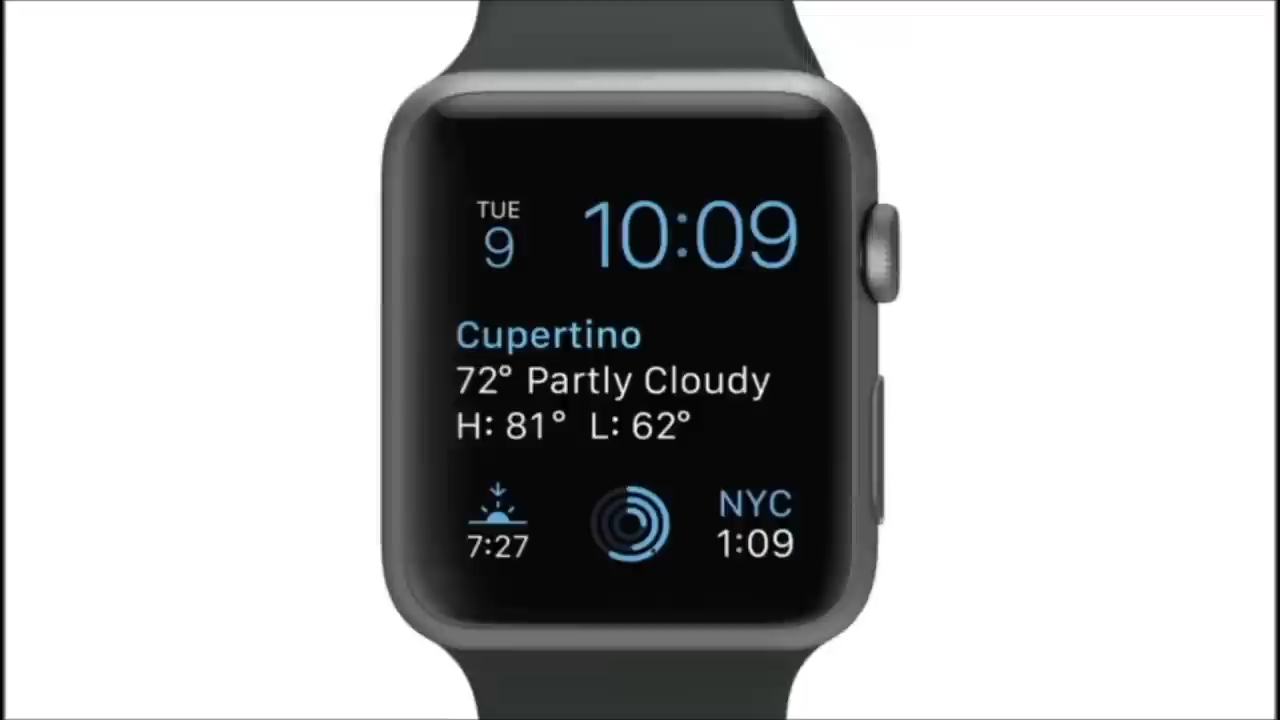 TUE
9
10:09
Cupertino
72° Partly Cloudy
H: 81° L: 62°
7:27
NYC
1:09